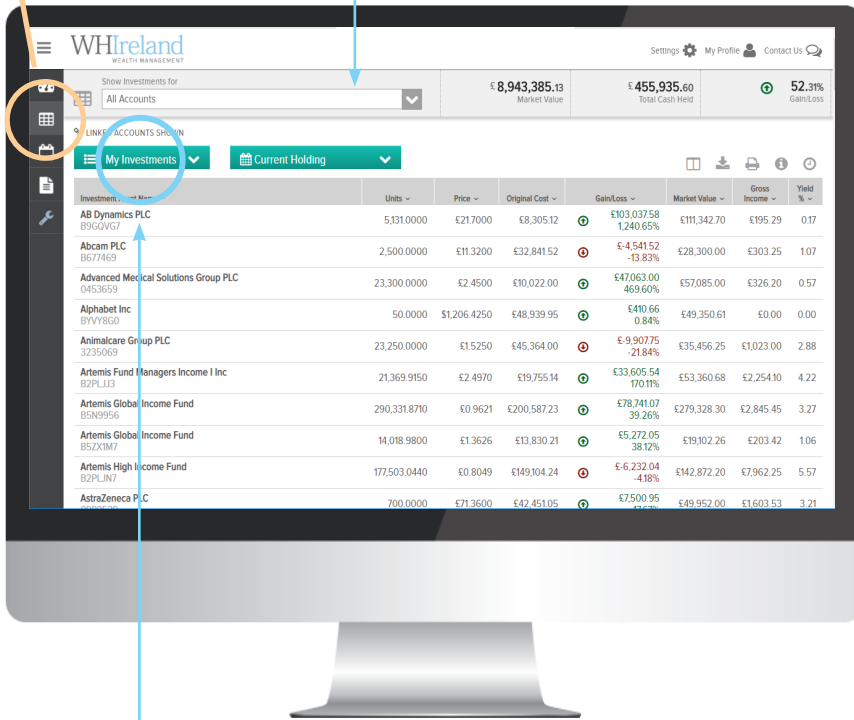 WHIreland
WEALTH MANAGEMENT
Settings My Profile Contact Us
Show Investments for
All Accounts
£8,943,385.13
Market Value
£455,935.60
Total Cash Held
52.31%
Gain/Loss
LINKED ACCOUNTS SHOWN
My Investments Current Holding
Investment Name Units Price Original Cost Gain/Loss Market Value Gross Income Yield %
AB Dynamics PLC 5,131.0000 £21.7000 £8,305.12 £103,037.58 £111,342.70 £195.29 0.17
B9GQVG7 1,240.65%
Abcam PLC 2,500.0000 £11.3200 £32,841.52 £-4,541.52 £28,300.00 £303.25 1.07
B677469 -13.83%
Advanced Medical Solutions Group PLC 23,300.0000 £2.4500 £10,022.00 £47,063.00 £57,085.00 £326.20 0.57
0453659 469.60%
Alphabet Inc 50.0000 $1,206.4250 £48,939.95 £410.66 £49,350.61 £0.00 0.00
BYVY8G0 0.84%
Animalcare Group PLC 23,250.0000 £1.5250 £45,364.00 £-9,907.75 £35,456.25 £1,023.00 2.88
3235069 -21.84%
Artemis Fund Managers Income I Inc 21,369.9150 £2.4970 £19,755.14 £33,605.54 £53,360.68 £2,254.10 4.22
B2PLJJ3 170.11%
Artemis Global Income Fund 290,331.8710 £0.9621 £200,587.23 £78,741.07 £279,328.30 £2,845.45 3.27
B5N9956 39.26%
Artemis Global Income Fund 14,018.9800 £1.3626 £13,830.21 £5,272.05 £19,102.26 £203.42 1.06
B5ZX1M7 38.12%
Artemis High Income Fund 177,503.0440 £0.8049 £149,104.24 £-6,232.04 £142,872.20 £7,962.25 5.57
B2PLJN7 -4.18%
AstraZeneca PLC 700.0000 £71.3600 £42,451.05 £7,500.95 £49,952.00 £1,603.53 3.21